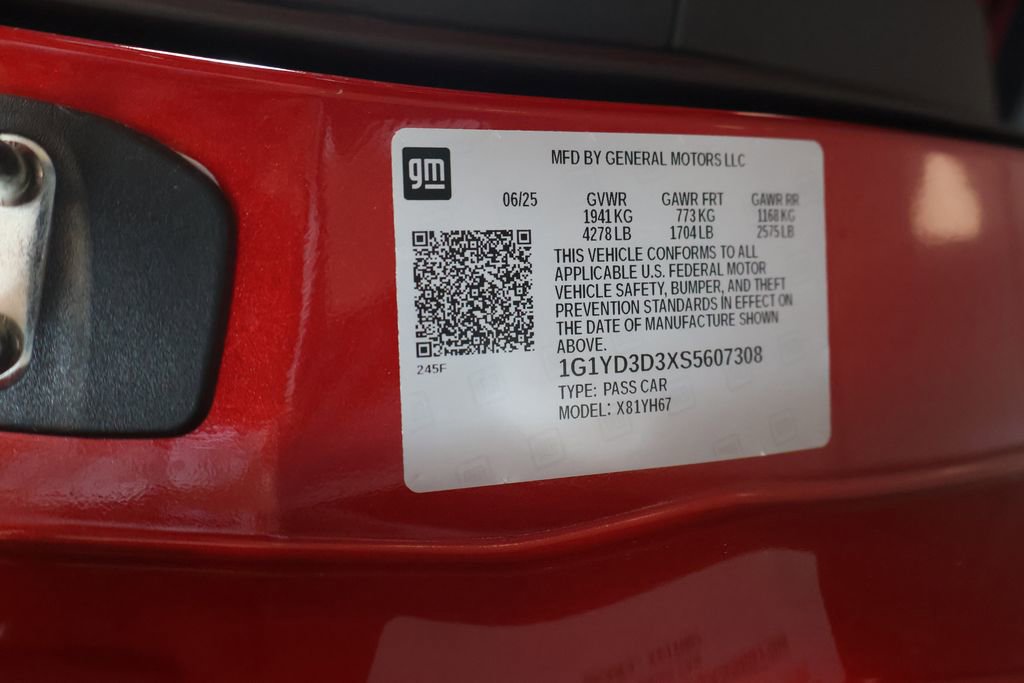 gm
MFD BY GENERAL MOTORS LLC
06/25 GVWR GAWR FRT GAWR RR
1941 KG 773 KG 1168 KG
4278 LB 1704 LB 2575 LB
THIS VEHICLE CONFORMS TO ALL
APPLICABLE U.S. FEDERAL MOTOR
VEHICLE SAFETY, BUMPER, AND THEFT
PREVENTION STANDARDS IN EFFECT ON
THE DATE OF MANUFACTURE SHOWN
ABOVE.
245F
1G1YD3D3XS5607308
TYPE: PASS CAR
MODEL: X81YH67